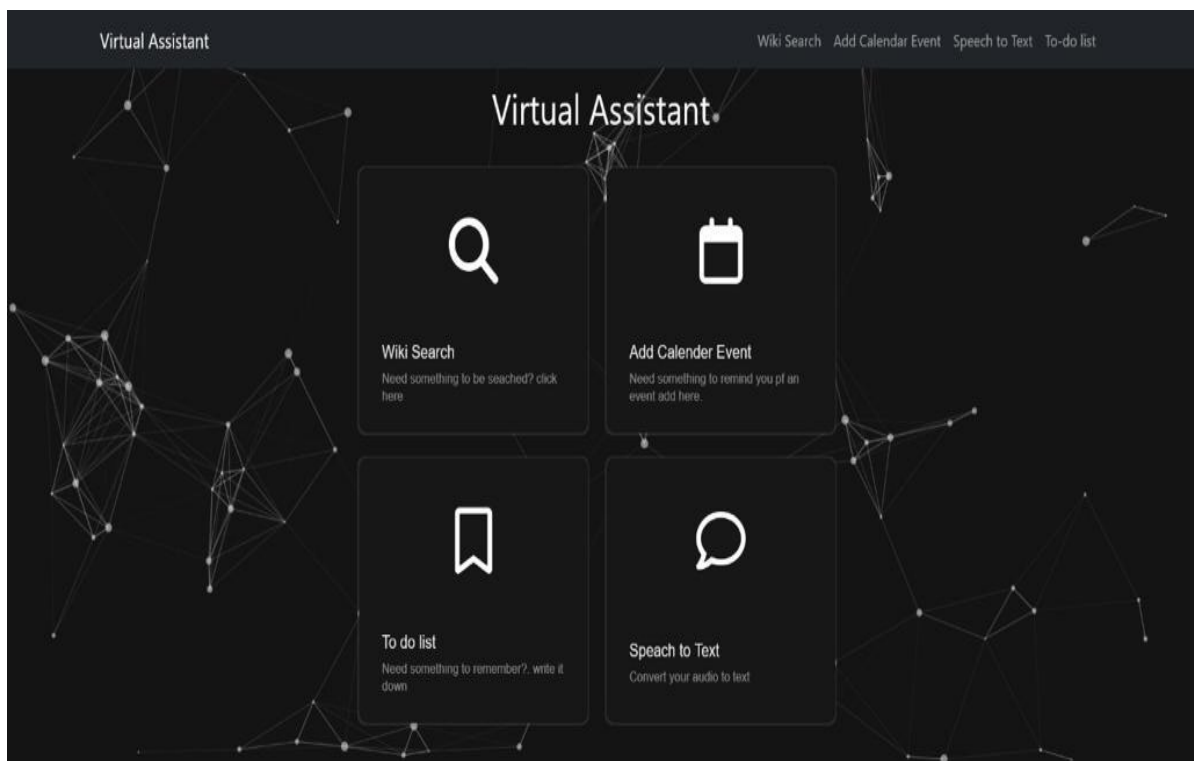 Virtual Assistant
Wiki Search Add Calendar Event Speech to Text To-do list
Virtual Assistant
Wiki Search
Need something to be seached? click
here
Add Calender Event
Need something to remind you pf an
event add here.
To do list
Need something to remember?. write it
down
Speach to Text
Convert your audio to text